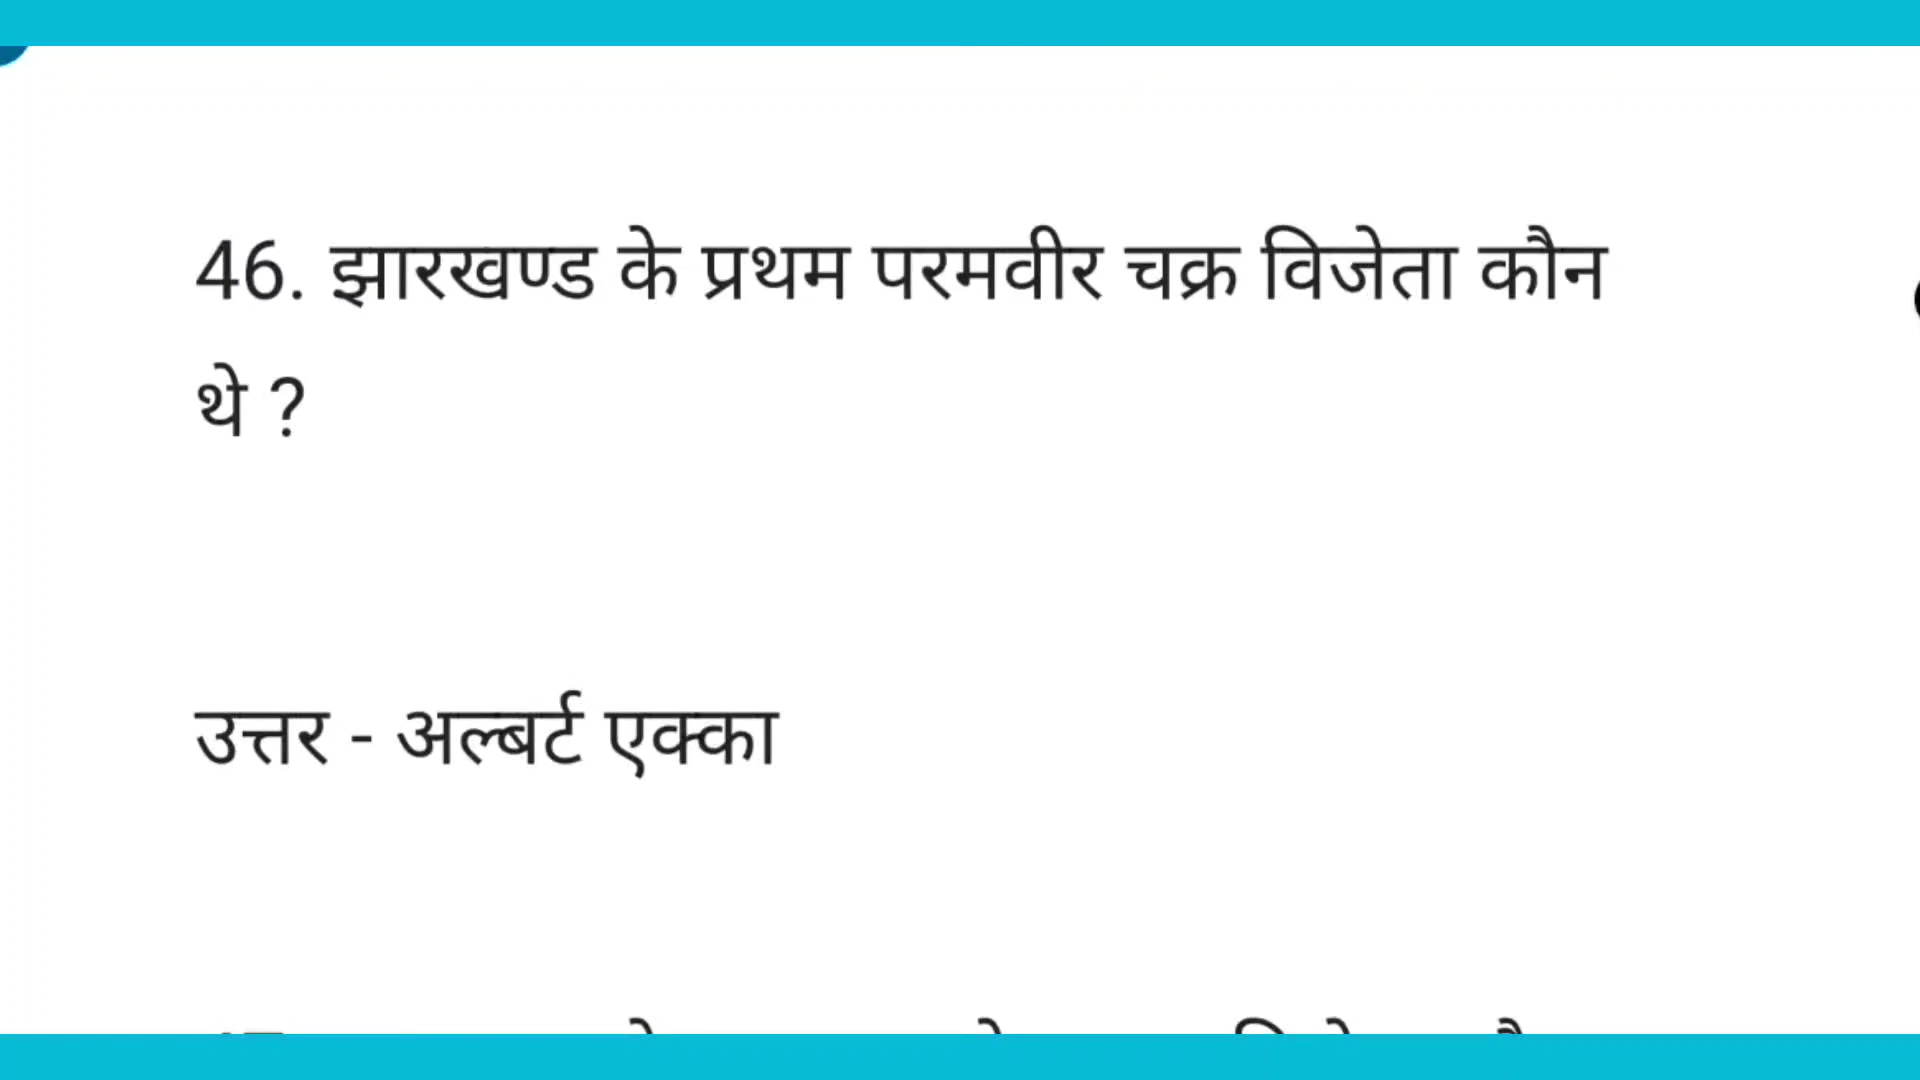 46. झारखण्ड के प्रथम परमवीर चक्र विजेता कौन
थे ?
उत्तर - अल्बर्ट एक्का